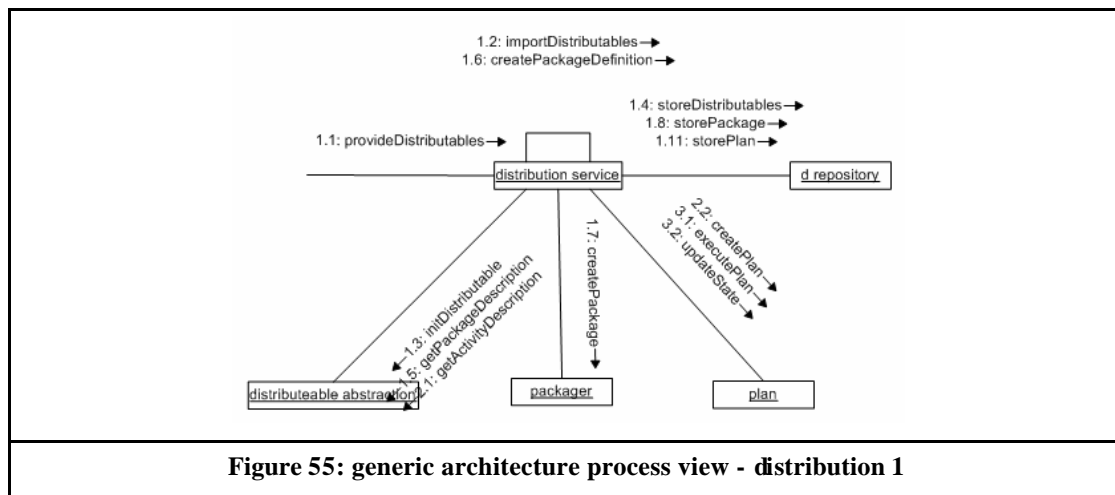 1.2: importDistributables
1.6: createPackageDefinition
1.4: storeDistributables
1.8: storePackage
1.11: storePlan
1.1: provideDistributables
distribution service
d repository
2.2: createPlan
3.1: executePlan
3.2: updateState
1.7: createPackage
1.3: initDistributable
1.5: getPackageDescription
2.1: getActivityDescription
distributeable abstraction
packager
plan
Figure 55: generic architecture process view - distribution 1